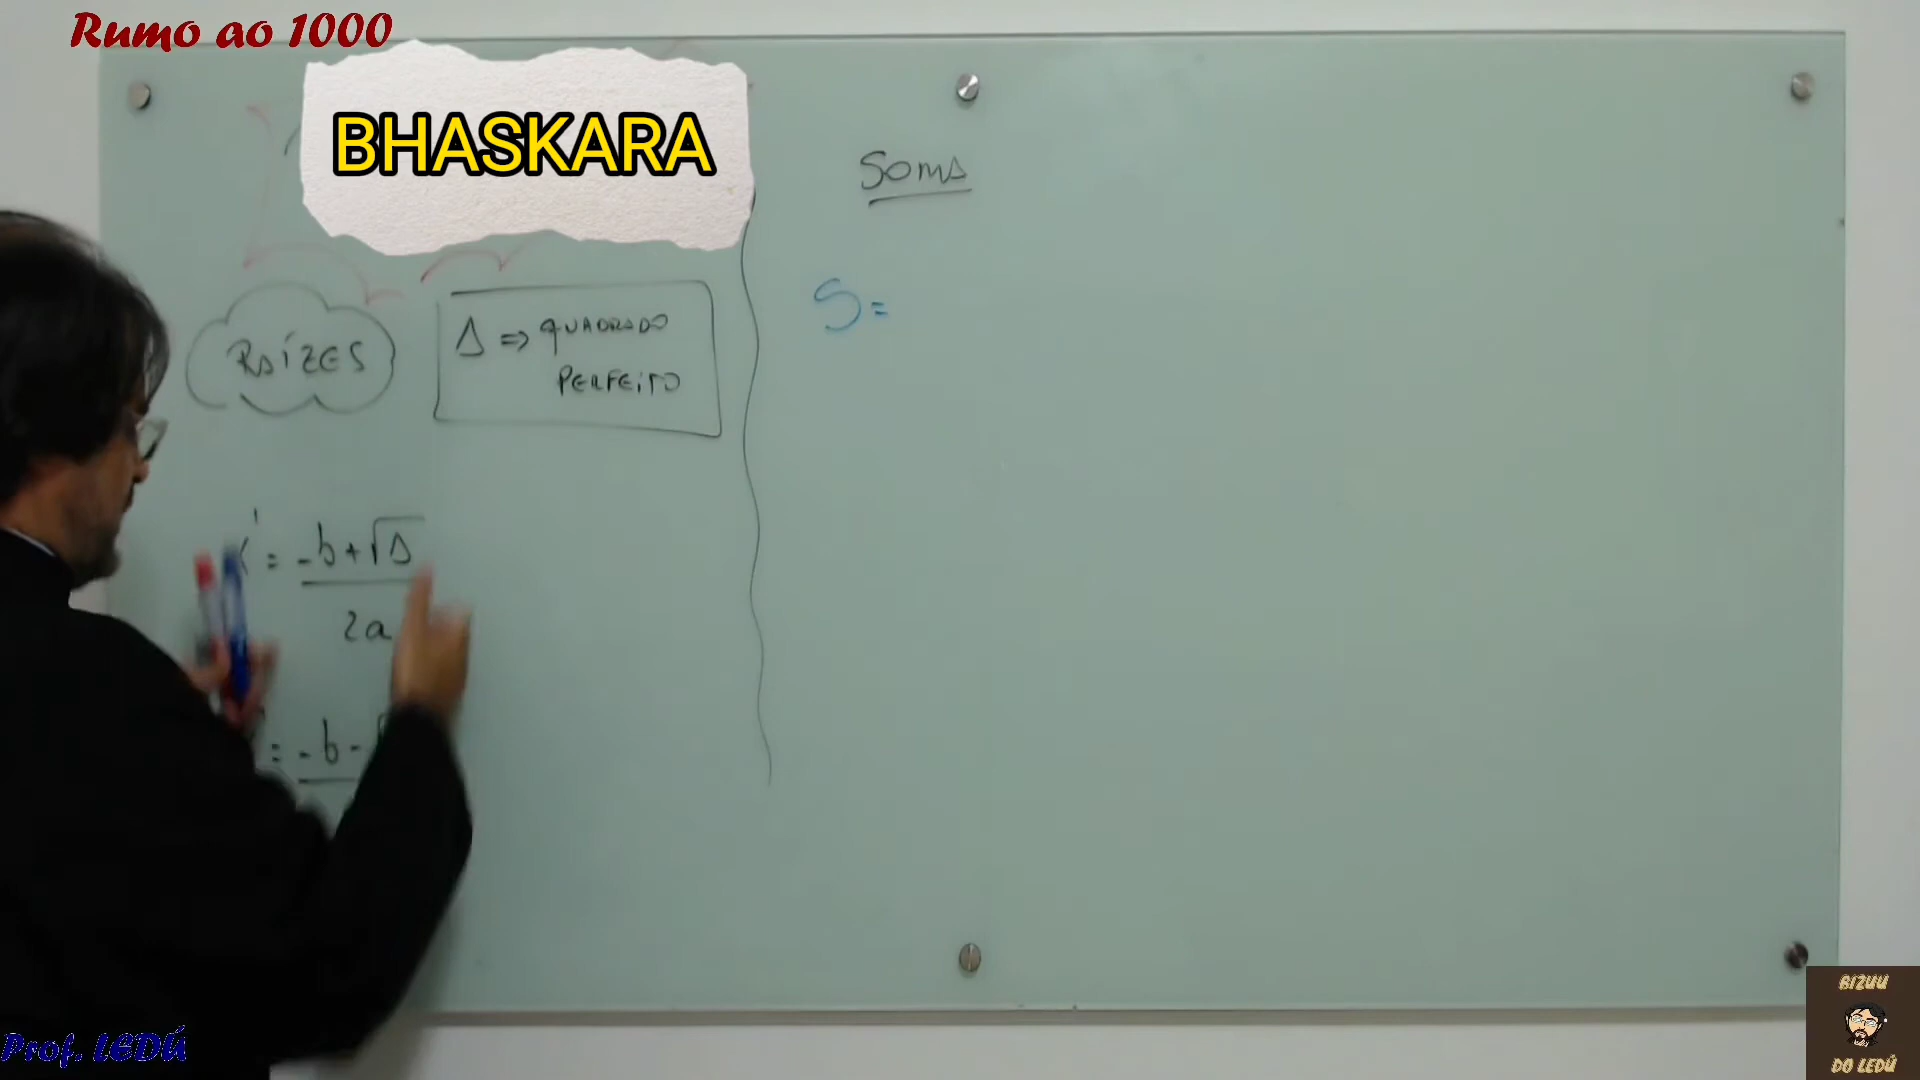 Rumo ao 1000
BHASKARA
SOMA
S=
RAÍZES
Δ ⇒ QUADRADO
PERFEITO
= -b+√Δ
2a
= -b-
Prof. LEDÚ
BIZUU
DO LEDÚ